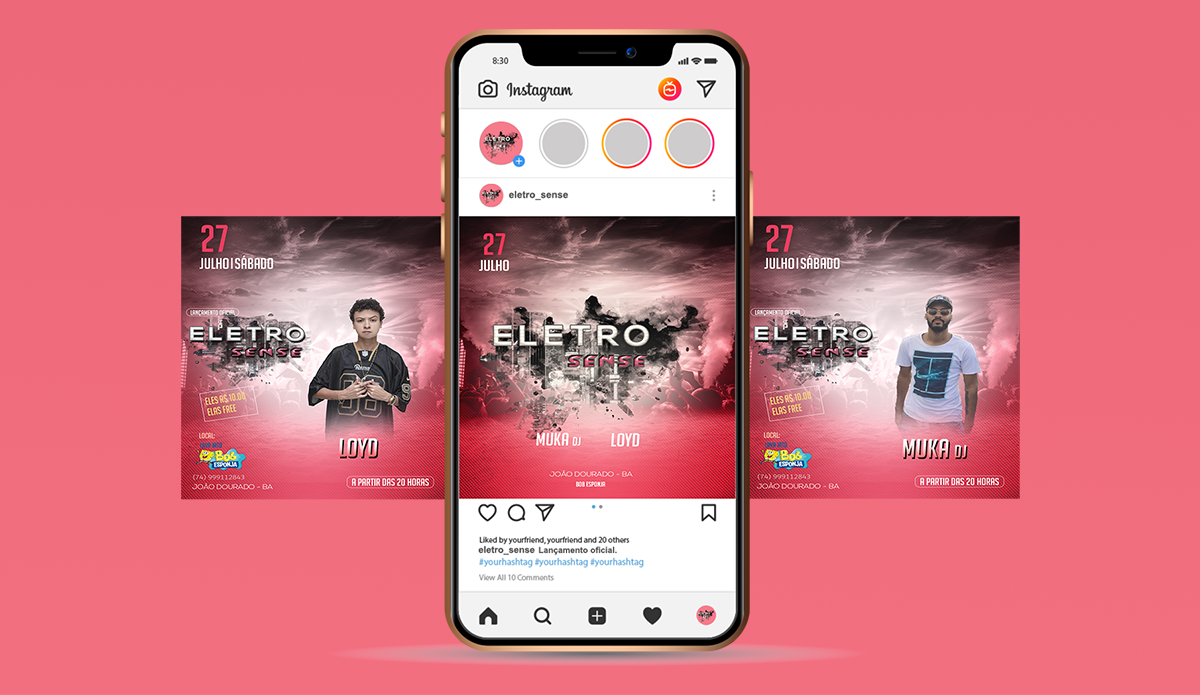 8:30
Instagram
ELETRO
eletro_sense
27
JULHO | SÁBADO
LANÇAMENTO OFICIAL
ELETRO
SENSE
ELES R$ 10,00
ELAS FREE
LOCAL:
BOB
ESPONJA
(74) 999112843
JOÃO DOURADO - BA
LOYD
A PARTIR DAS 20 HORAS
27
JULHO
ELETRO
SENSE
MUKA DJ LOYD
JOÃO DOURADO - BA
BOB ESPONJA
27
JULHO | SÁBADO
LANÇAMENTO OFICIAL
ELETRO
SENSE
ELES R$ 10,00
ELAS FREE
LOCAL:
BOB
ESPONJA
(74) 999112843
JOÃO DOURADO - BA
MUKA DJ
A PARTIR DAS 20 HORAS
Liked by yourfriend, yourfriend and 20 others
eletro_sense Lançamento oficial.
#yourhashtag #yourhashtag #yourhashtag
View All 10 Comments